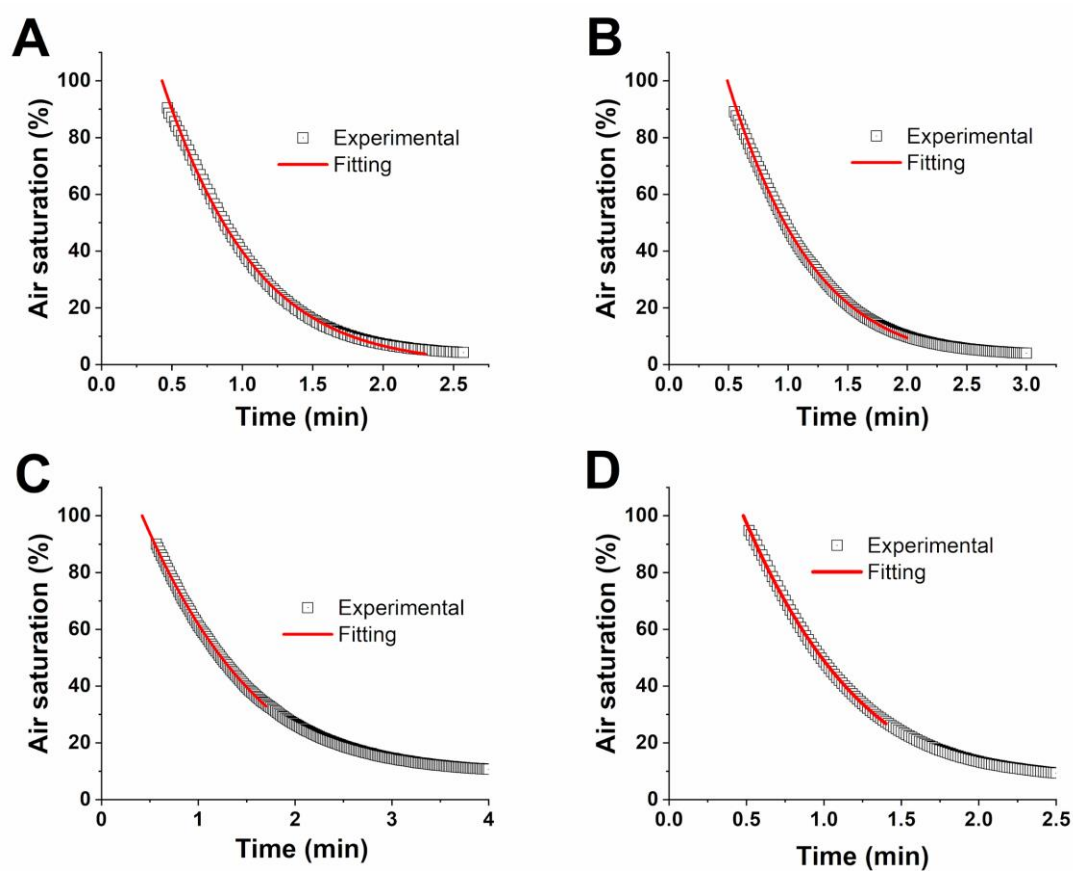 A
Air saturation (%)
100
80
60
40
20
0
Experimental
Fitting
0.0 0.5 1.0 1.5 2.0 2.5
Time (min)
B
Air saturation (%)
100
80
60
40
20
0
Experimental
Fitting
0.0 0.5 1.0 1.5 2.0 2.5 3.0
Time (min)
C
Air saturation (%)
100
80
60
40
20
0
Experimental
Fitting
0 1 2 3 4
Time (min)
D
Air saturation (%)
100
80
60
40
20
0
Experimental
Fitting
0.0 0.5 1.0 1.5 2.0 2.5
Time (min)